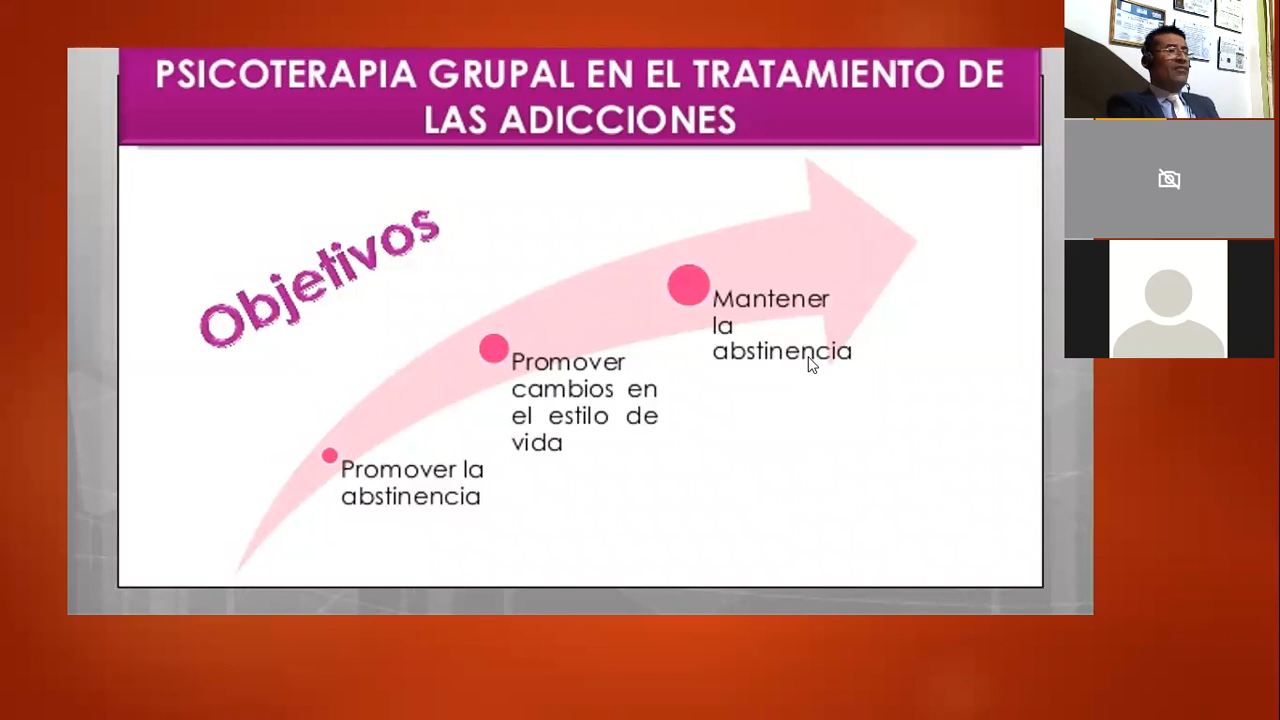 PSICOTERAPIA GRUPAL EN EL TRATAMIENTO DE
LAS ADICCIONES
Objetivos
Mantener
la
abstinencia
Promover
cambios en
el estilo de
vida
Promover la
abstinencia